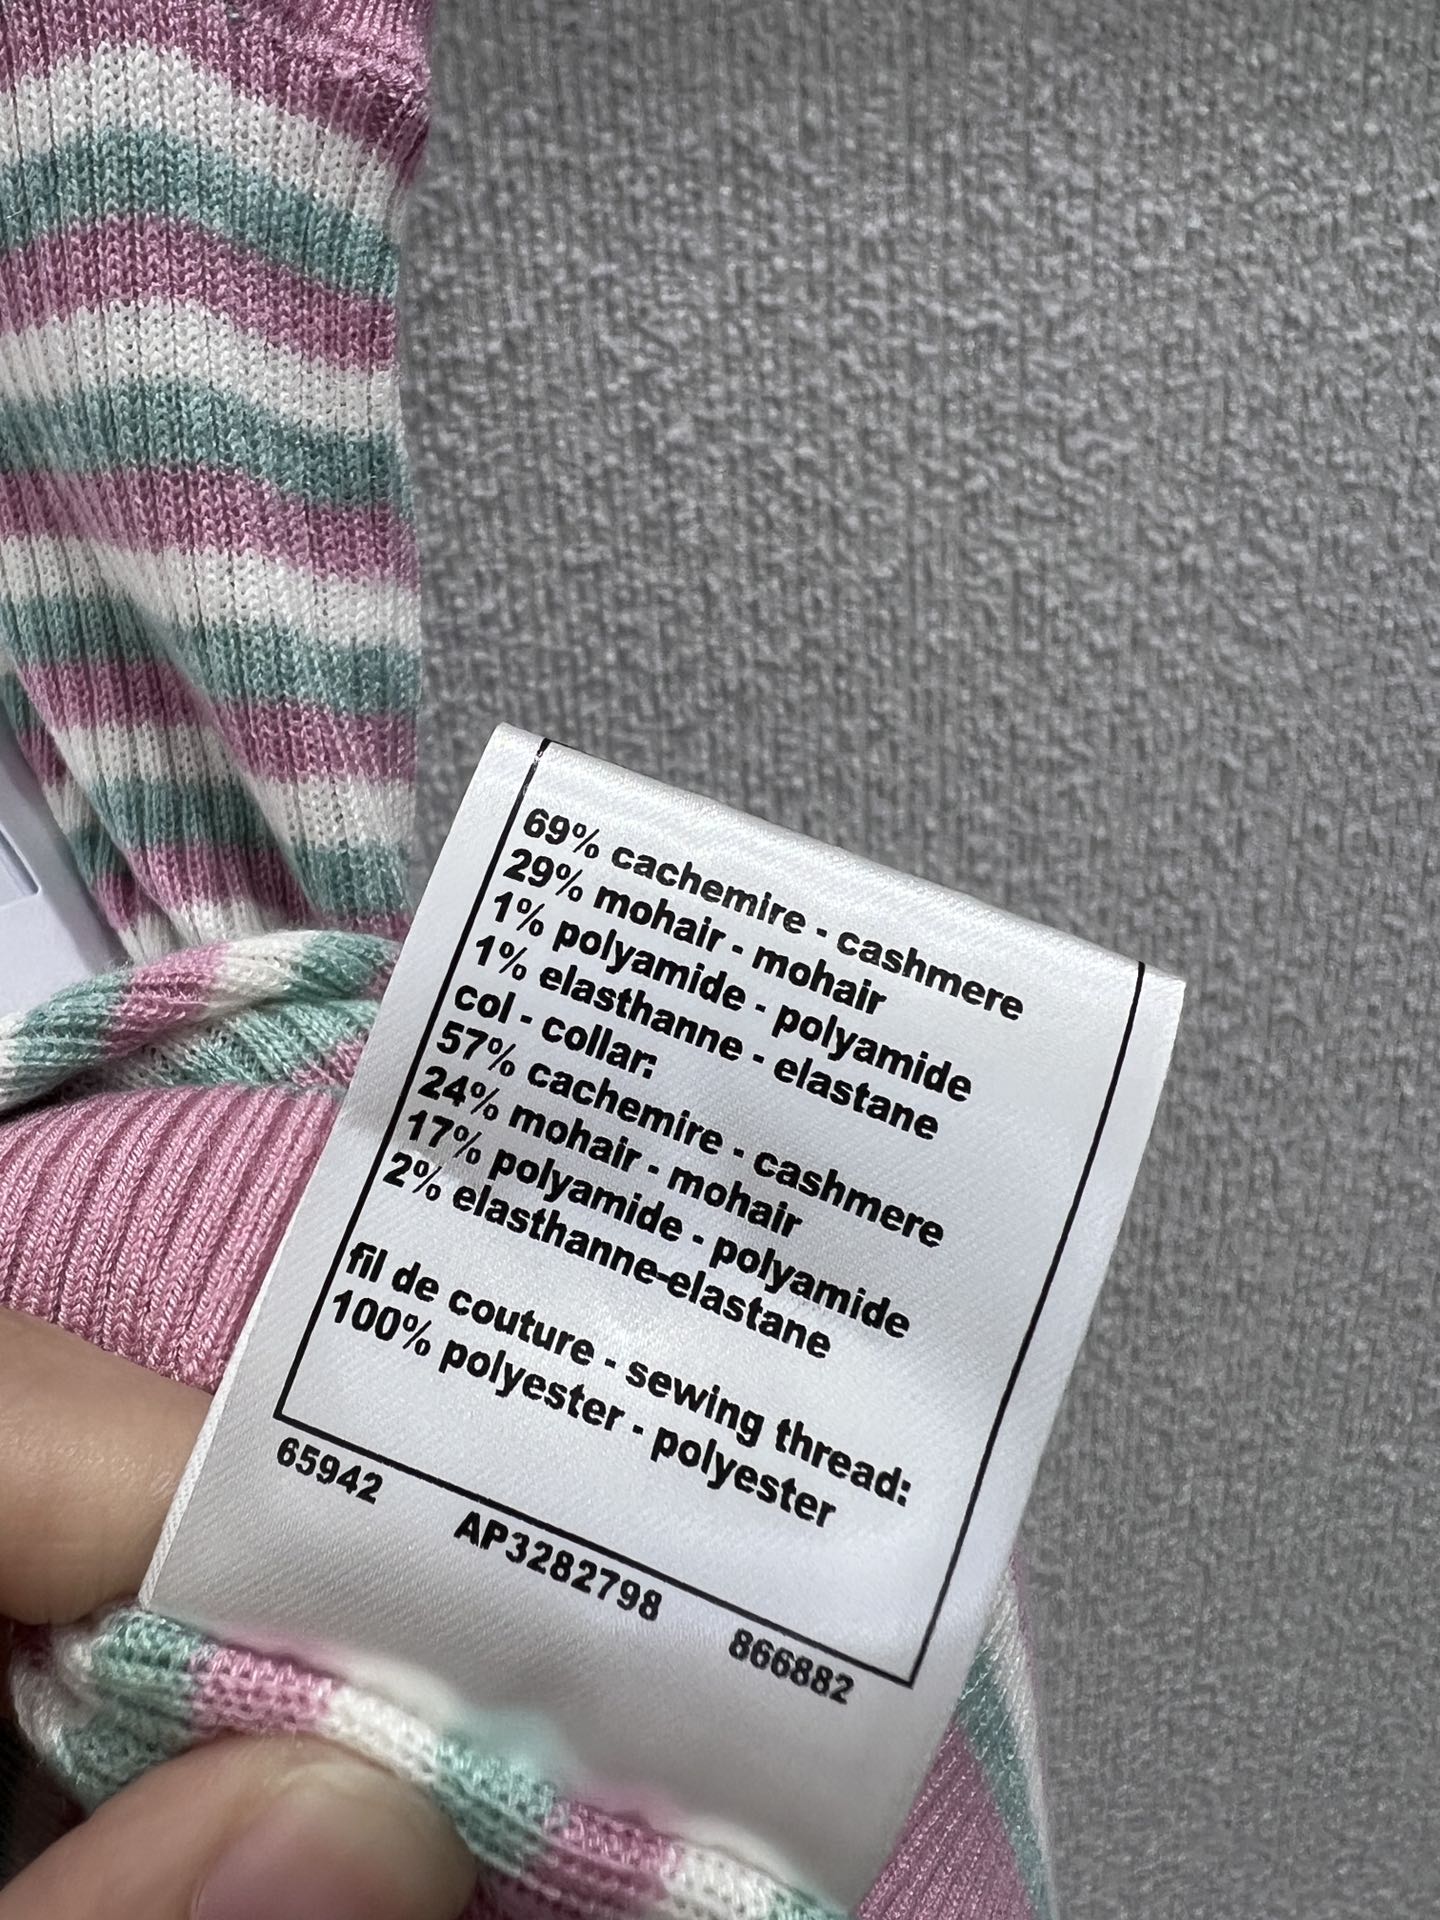 69% cachemire - cashmere
29% mohair - mohair
1% polyamide - polyamide
1% elasthanne - elastane
col - collar:
57% cachemire - cashmere
24% mohair - mohair
17% polyamide - polyamide
2% elasthanne-elastane
fil de couture - sewing thread:
100% polyester - polyester
65942 AP3282798 866882